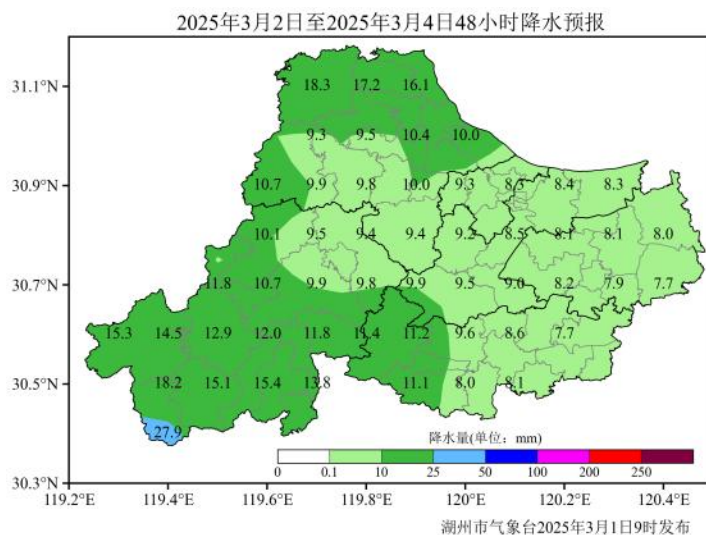 2025年3月2日至2025年3月4日48小时降水预报
31.1°N
18.3 17.2 16.1
9.3 9.5 10.4 10.0
30.9°N
10.7 9.9 9.8 10.0 9.3 8.3 8.4 8.3
10.1 9.5 9.4 9.4 9.2 8.5 8.1 8.1 8.0
30.7°N
11.8 10.7 9.9 9.8 9.9 9.5 9.0 8.2 7.9 7.7
15.3 14.5 12.9 12.0 11.8 11.4 11.2 9.6 8.6 7.7
30.5°N
18.2 15.1 15.4 13.8 11.1 8.0 8.1
27.9
降水量(单位：mm)
0.1 10 25 50 100 200 250
30.3°N
119.2°E 119.4°E 119.6°E 119.8°E 120°E 120.2°E 120.4°E
湖州市气象台2025年3月1日9时发布